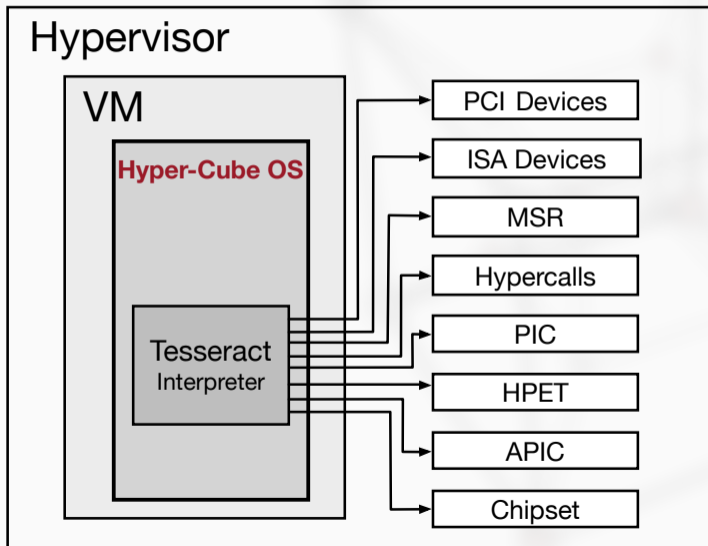 Hypervisor
VM
Hyper-Cube OS
Tesseract
Interpreter
PCI Devices
ISA Devices
MSR
Hypercalls
PIC
HPET
APIC
Chipset